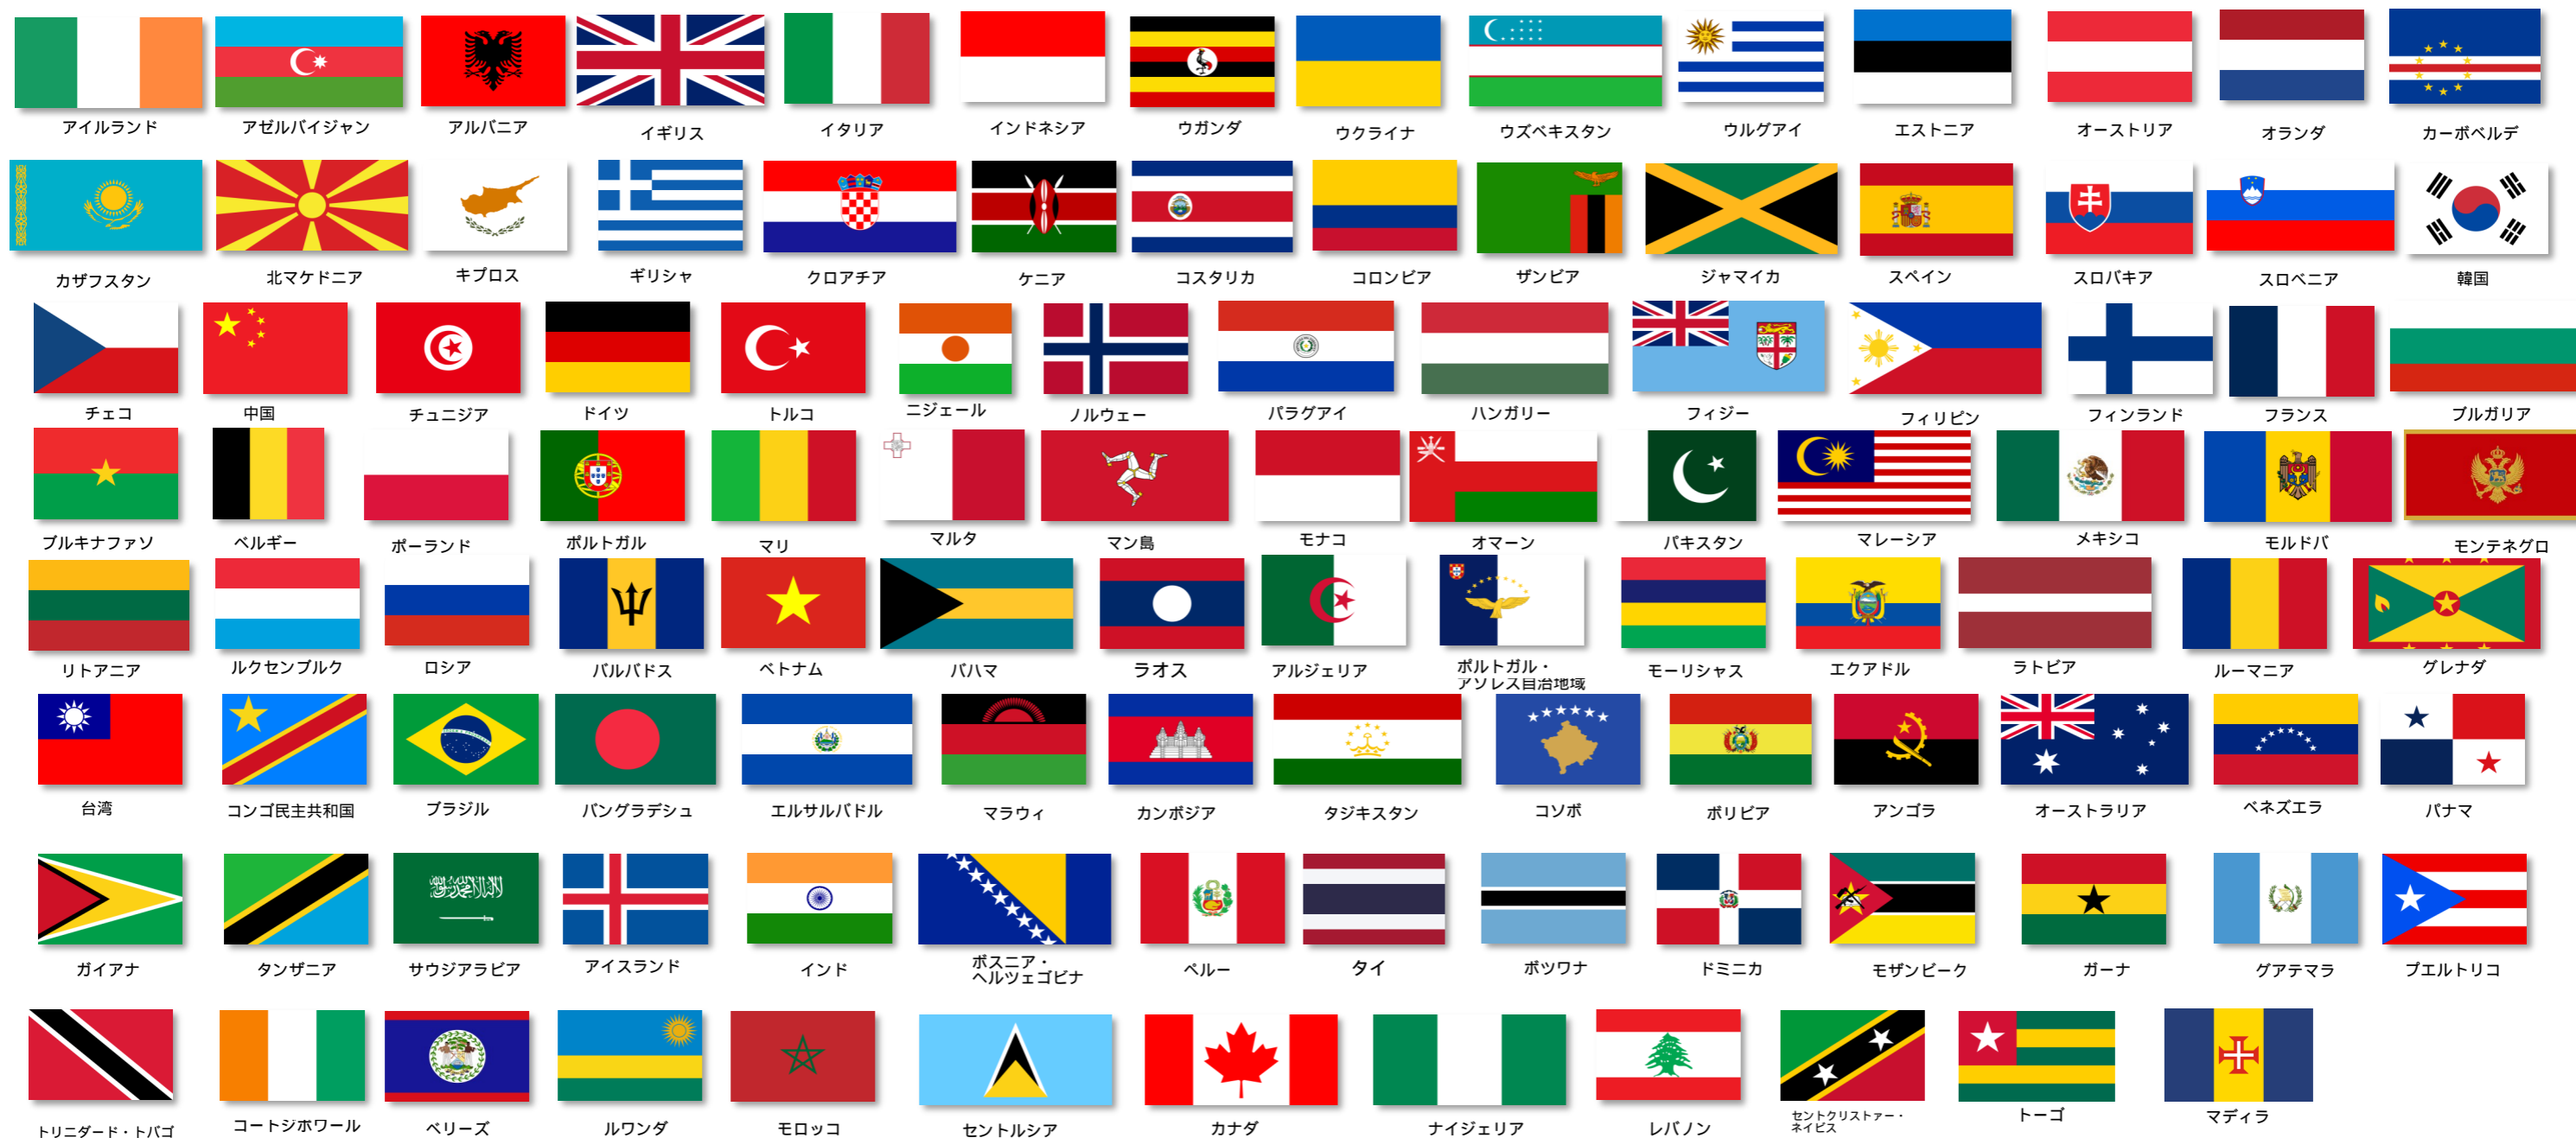 アイルランド アゼルバイジャン アルバニア イギリス イタリア インドネシア ウガンダ ウクライナ ウズベキスタン ウルグアイ エストニア オーストリア オランダ カーボベルデ
カザフスタン 北マケドニア キプロス ギリシャ クロアチア ケニア コスタリカ コロンビア ザンビア ジャマイカ スペイン スロバキア スロベニア 韓国
チェコ 中国 チュニジア ドイツ トルコ ニジェール ノルウェー パラグアイ ハンガリー フィジー フィリピン フィンランド フランス ブルガリア
ブルキナファソ ベルギー ポーランド ポルトガル マリ マルタ マン島 モナコ オマーン パキスタン マレーシア メキシコ モルドバ モンテネグロ
リトアニア ルクセンブルク ロシア バルバドス ベトナム バハマ ラオス アルジェリア ポルトガル・ モーリシャス エクアドル ラトビア ルーマニア グレナダ
アソレス自治地域
台湾 コンゴ民主共和国 ブラジル バングラデシュ エルサルバドル マラウィ カンボジア タジキスタン コソボ ボリビア アンゴラ オーストラリア ベネズエラ パナマ
ガイアナ タンザニア サウジアラビア アイスランド インド ボスニア・ ペルー タイ ボツワナ ドミニカ モザンビーク ガーナ グアテマラ プエルトリコ
ヘルツェゴビナ
トリニダード・トバゴ コートジボワール ベリーズ ルワンダ モロッコ セントルシア カナダ ナイジェリア レバノン セントクリストァー・ トーゴ マディラ
ネイビス